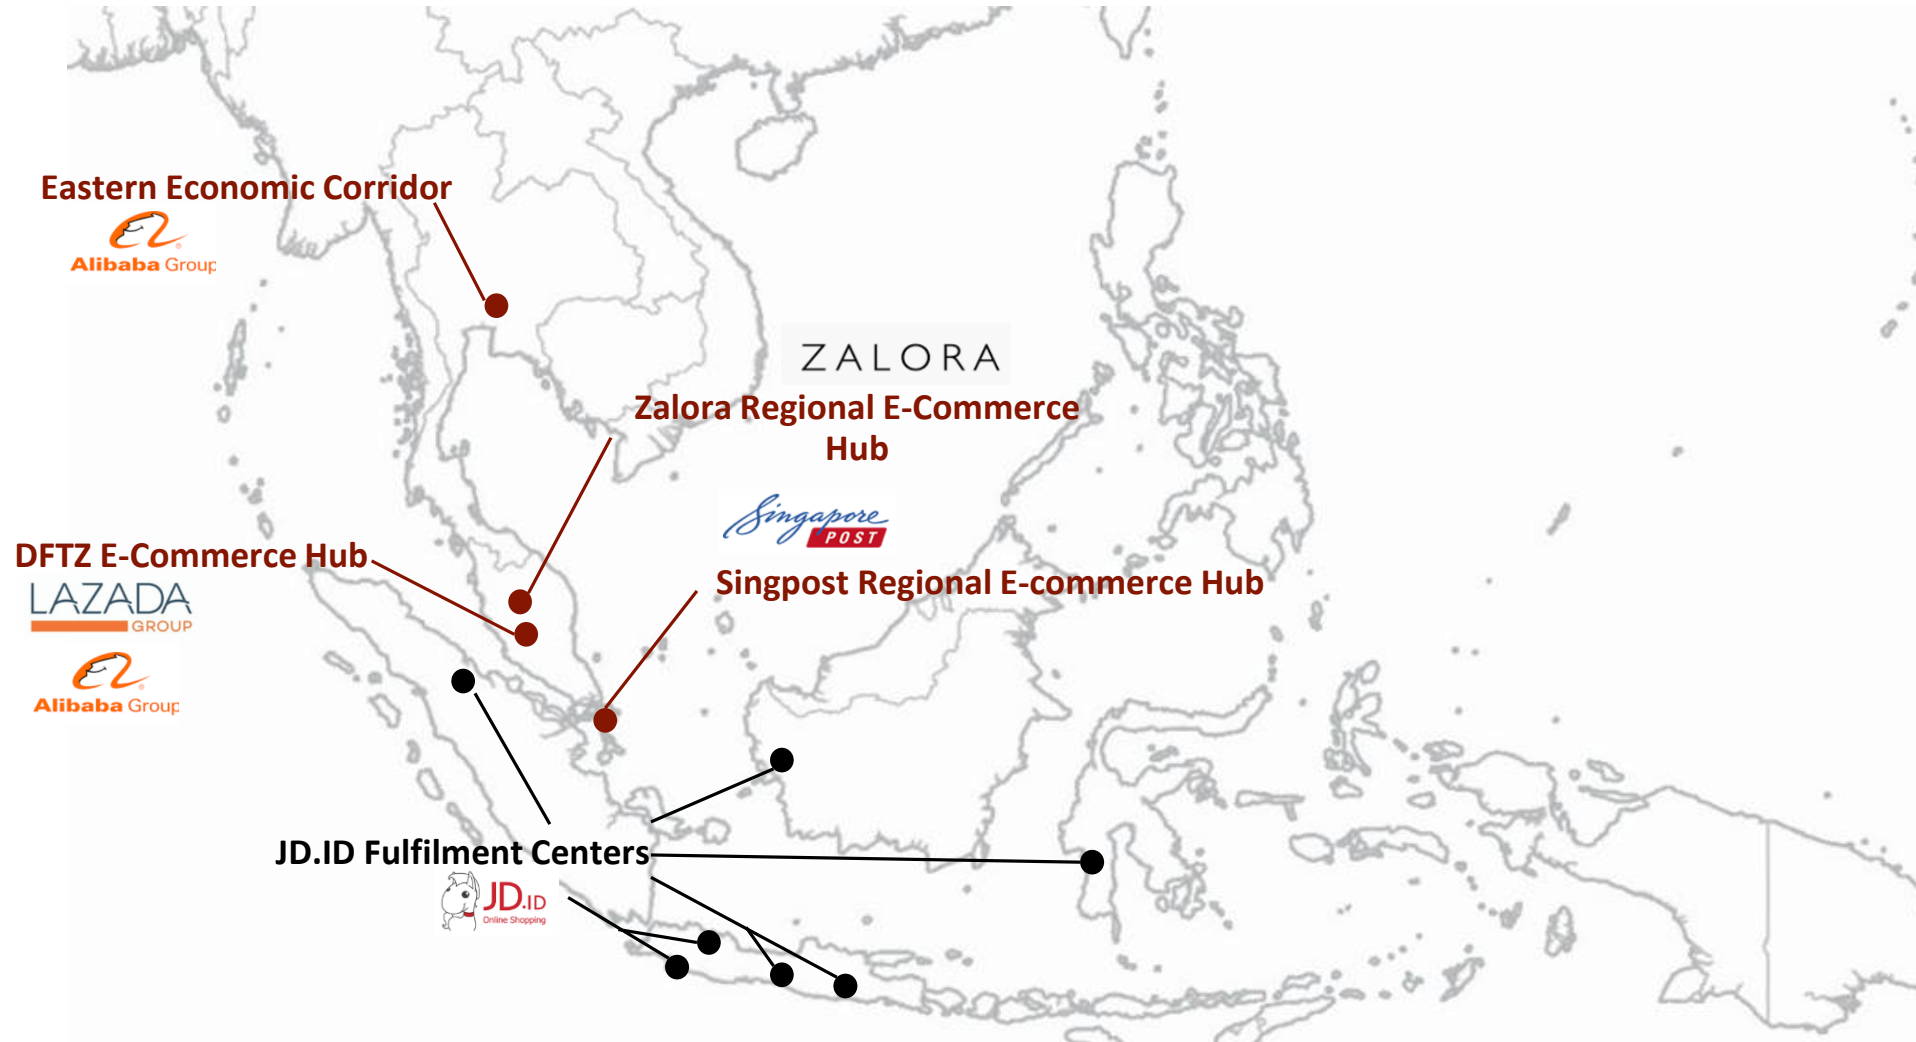 Eastern Economic Corridor
Alibaba Group
ZALORA
Zalora Regional E-Commerce
Hub
Singapore
POST
DFTZ E-Commerce Hub
Singpost Regional E-commerce Hub
LAZADA
GROUP
Alibaba Group
JD.ID Fulfilment Centers
JD.ID
Online Shopping